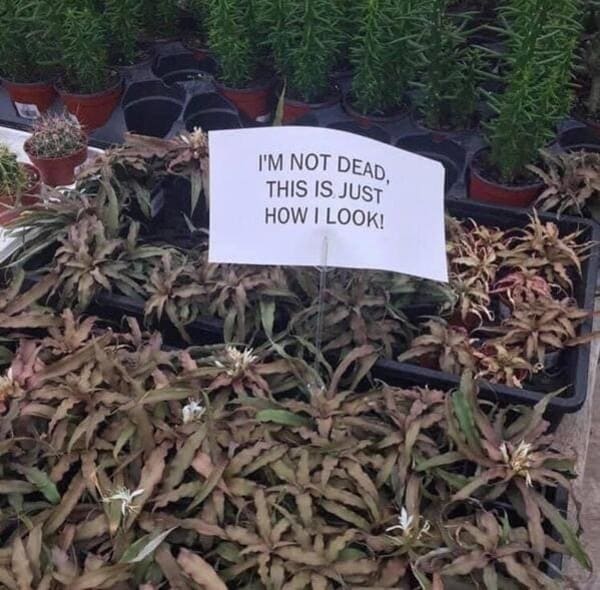 I'M NOT DEAD,
THIS IS JUST
HOW I LOOK!